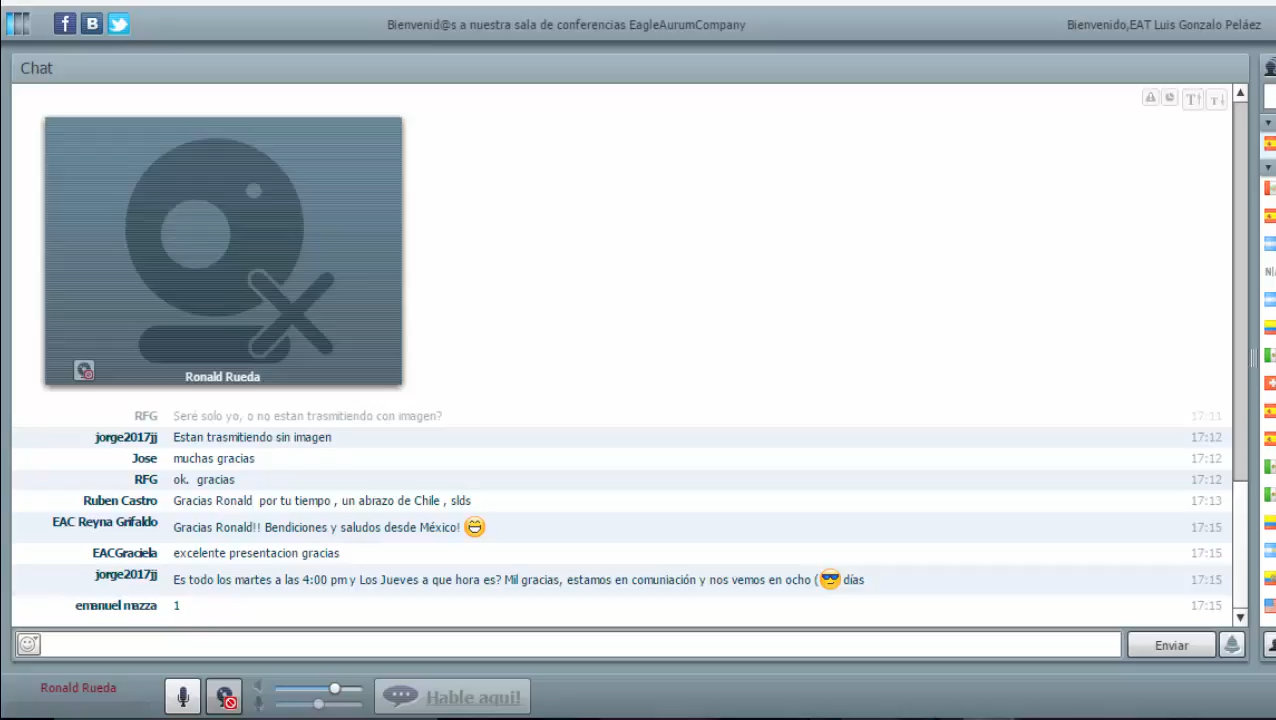 f B
Bienvenid@s a nuestra sala de conferencias EagleAurumCompany
Bienvenido,EAT Luis Gonzalo Peláez
Chat
T T
Ronald Rueda
RFG Seré solo yo, o no estan trasmitiendo con imagen? 17:11
jorge2017jj Estan trasmitiendo sin imagen 17:12
Jose muchas gracias 17:12
RFG ok. gracias 17:12
Ruben Castro Gracias Ronald por tu tiempo , un abrazo de Chile , slds 17:13
EAC Reyna Grifaldo Gracias Ronald!! Bendiciones y saludos desde México! 17:15
EACGraciela excelente presentacion gracias 17:15
jorge2017jj Es todo los martes a las 4:00 pm y Los Jueves a que hora es? Mil gracias, estamos en comuniación y nos vemos en ocho ( días 17:15
emanuel mazza 1 17:15
Enviar
Ronald Rueda
Hable aqui!